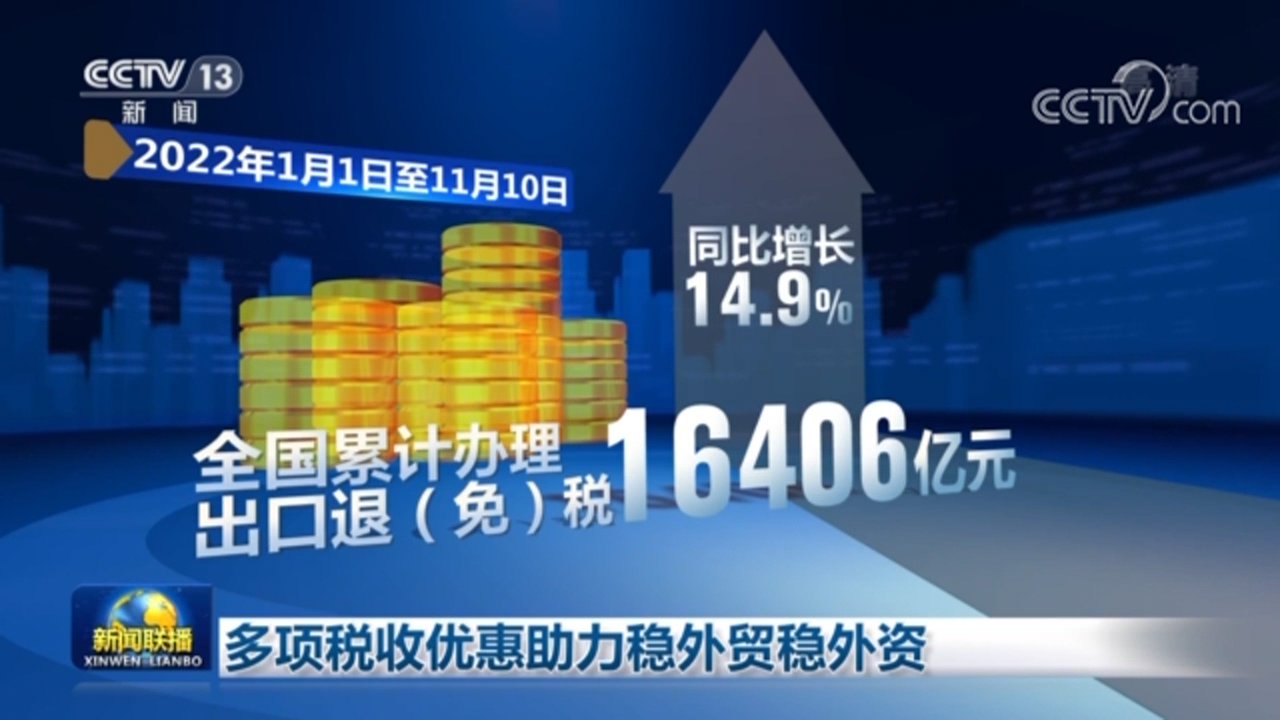 CCTV 13
新闻
高清
CCTV.com
2022年1月1日至11月10日
同比增长
14.9%
全国累计办理
出口退（免）税16406亿元
新闻联播
XINWEN LIANBO
多项税收优惠助力稳外贸稳外资